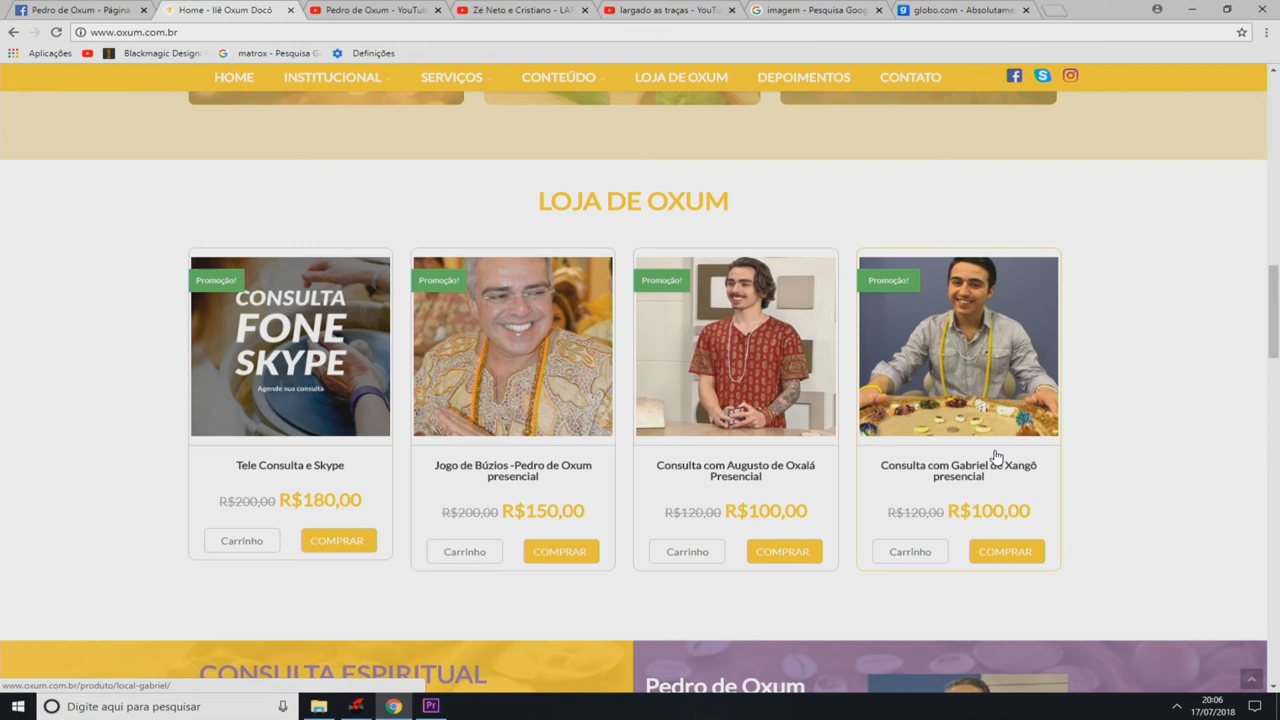 Pedro de Oxum - Página
Home - Ilê Oxum Docô
Pedro de Oxum - YouTub
Zé Neto e Cristiano - LAR
largado as traças - YouTu
imagem - Pesquisa Goog
globo.com - Absolutame
www.oxum.com.br
Aplicações
Blackmagic Design:
matrox - Pesquisa G
Definições
HOME
INSTITUCIONAL
SERVIÇOS
CONTEÚDO
LOJA DE OXUM
DEPOIMENTOS
CONTATO
LOJA DE OXUM
Promoção!
CONSULTA
FONE
SKYPE
Agende sua consulta
Tele Consulta e Skype
R$200,00 R$180,00
Carrinho
COMPRAR
Promoção!
Jogo de Búzios -Pedro de Oxum
presencial
R$200,00 R$150,00
Carrinho
COMPRAR
Promoção!
Consulta com Augusto de Oxalá
Presencial
R$120,00 R$100,00
Carrinho
COMPRAR
Promoção!
Consulta com Gabriel de Xangô
presencial
R$120,00 R$100,00
Carrinho
COMPRAR
CONSULTA ESPIRITUAL
Pedro de Oxum
www.oxum.com.br/produto/local-gabriel/
Digite aqui para pesquisar
Pr
20:06
17/07/2018